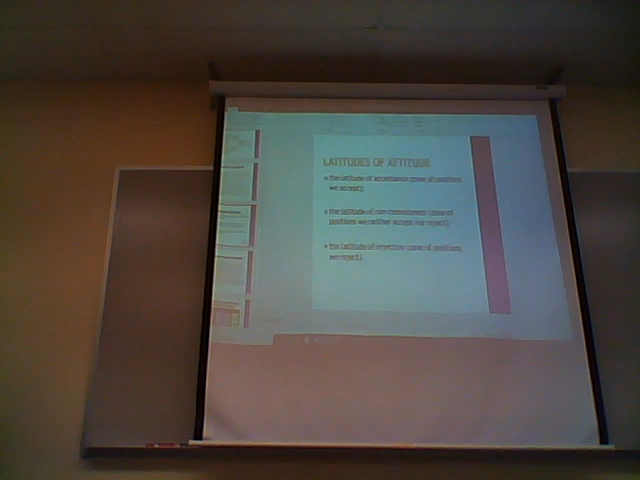 LATITUDES OF ATTITUDE
the latitude of acceptance (zone of positions
we accept);
the latitude of non-commitment (zone of
positions we neither accept nor reject);
the latitude of rejection (zone of positions
we reject).